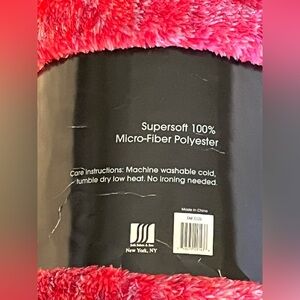 Supersoft 100%
Micro-Fiber Polyester
Care Instructions: Machine washable cold,
tumble dry low heat. No ironing needed.
Made in China
New York, NY